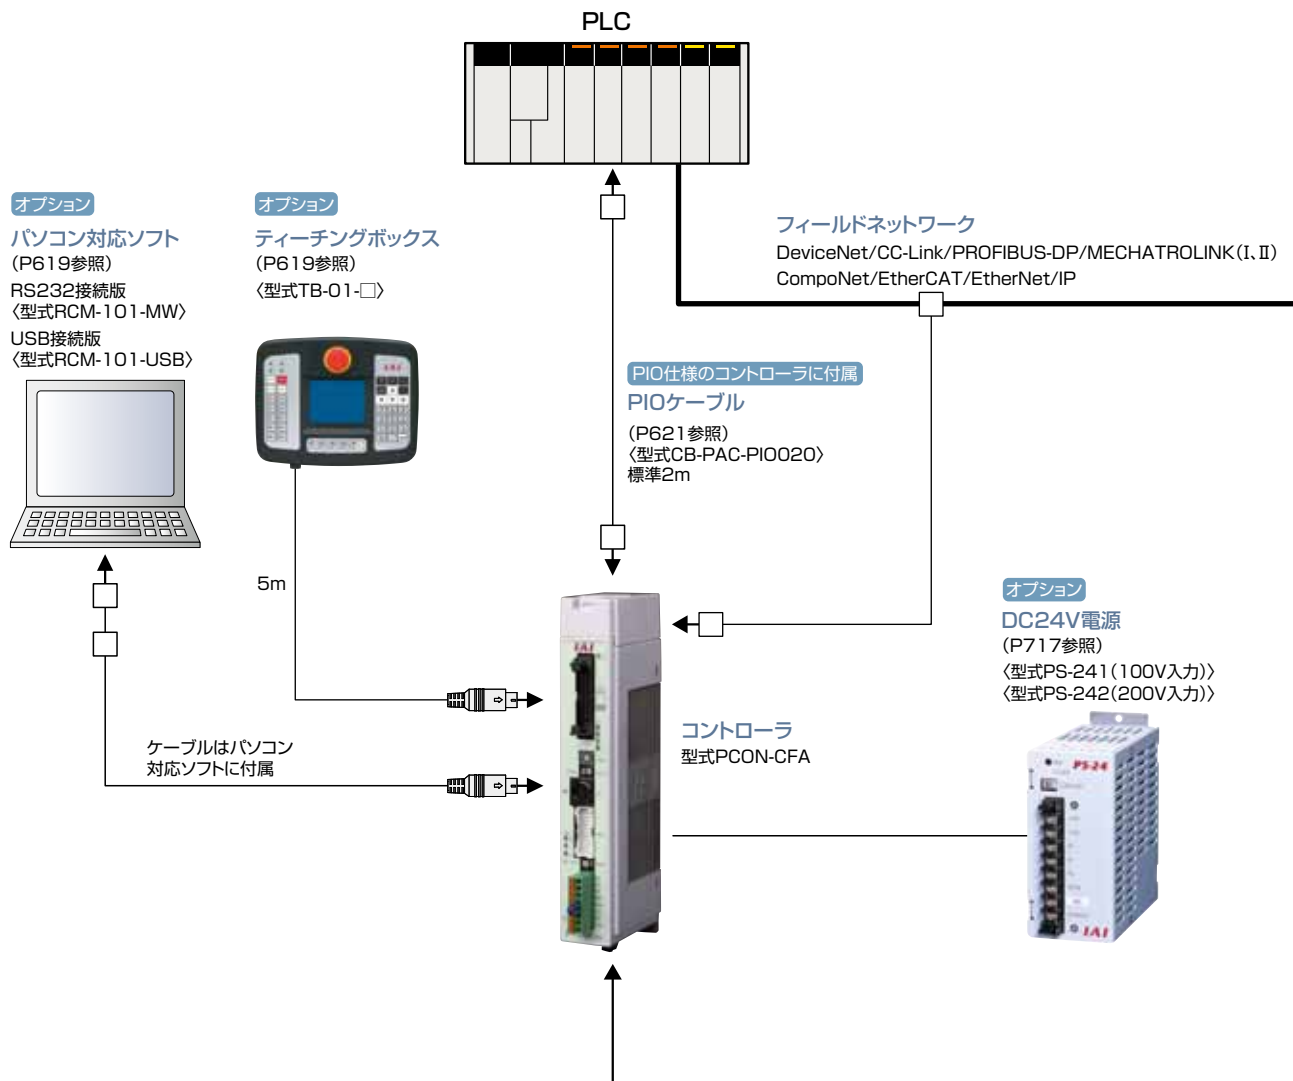 PLC
オプション
パソコン対応ソフト
(P619参照)
RS232接続版
〈型式RCM-101-MW〉
USB接続版
〈型式RCM-101-USB〉
オプション
ティーチングボックス
(P619参照)
〈型式TB-01-□〉
フィールドネットワーク
DeviceNet/CC-Link/PROFIBUS-DP/MECHATROLINK(Ⅰ、Ⅱ)
CompoNet/EtherCAT/EtherNet/IP
PIO仕様のコントローラに付属
PIOケーブル
(P621参照)
〈型式CB-PAC-PIO020〉
標準2m
5m
オプション
DC24V電源
(P717参照)
〈型式PS-241(100V入力)〉
〈型式PS-242(200V入力)〉
コントローラ
型式PCON-CFA
ケーブルはパソコン
対応ソフトに付属
IAI
PS-24
IAI